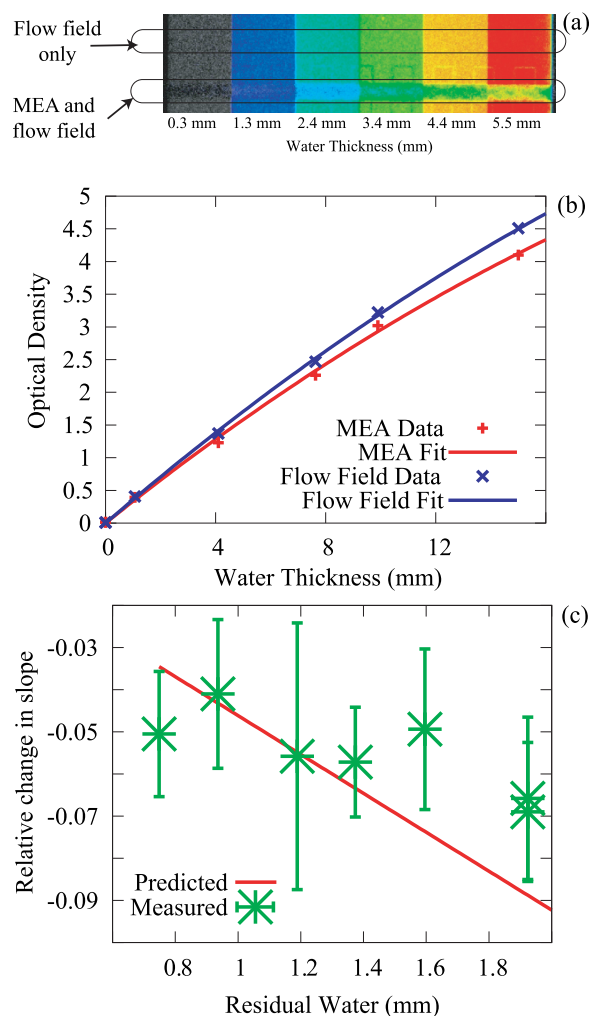 (a)
Flow field
only
MEA and
flow field
0.3 mm 1.3 mm 2.4 mm 3.4 mm 4.4 mm 5.5 mm
Water Thickness (mm)
(b)
5
4.5
4
3.5
3
2.5
2
1.5
1
0.5
0
Optical Density
MEA Data
MEA Fit
Flow Field Data
Flow Field Fit
0 4 8 12
Water Thickness (mm)
(c)
-0.03
-0.05
-0.07
-0.09
Relative change in slope
Predicted
Measured
0.8 1 1.2 1.4 1.6 1.8
Residual Water (mm)